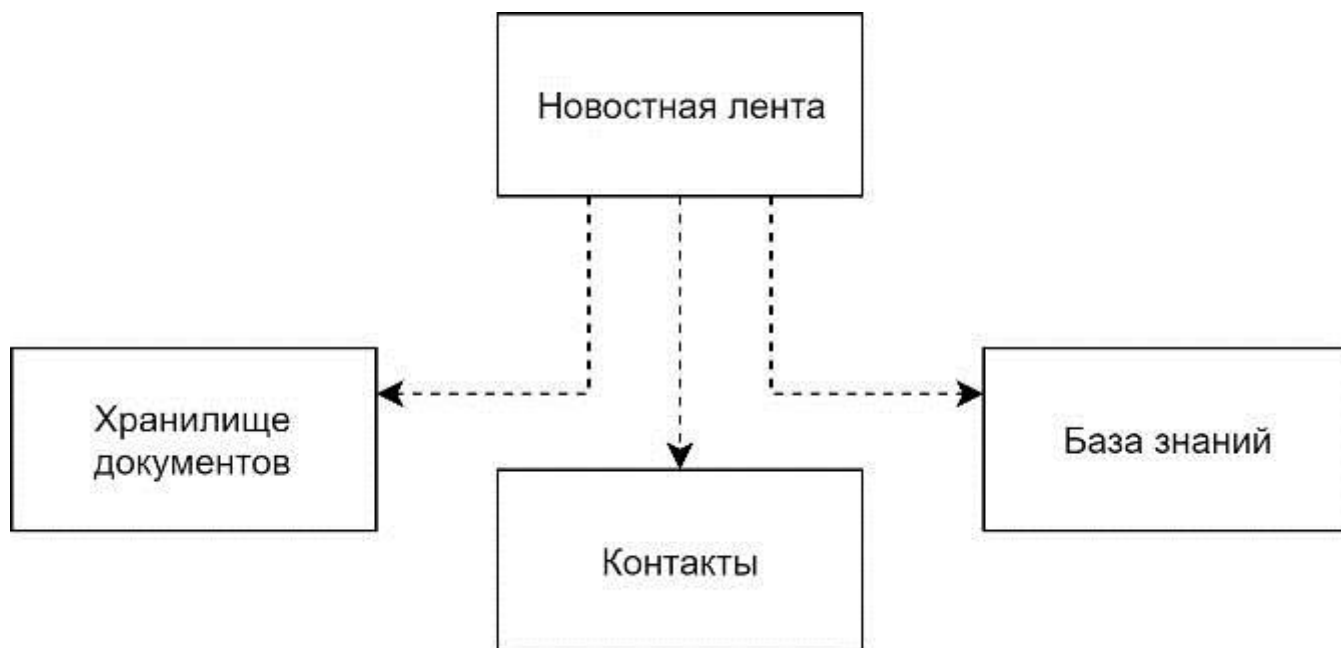 Новостная лента
Хранилище
документов
База знаний
Контакты